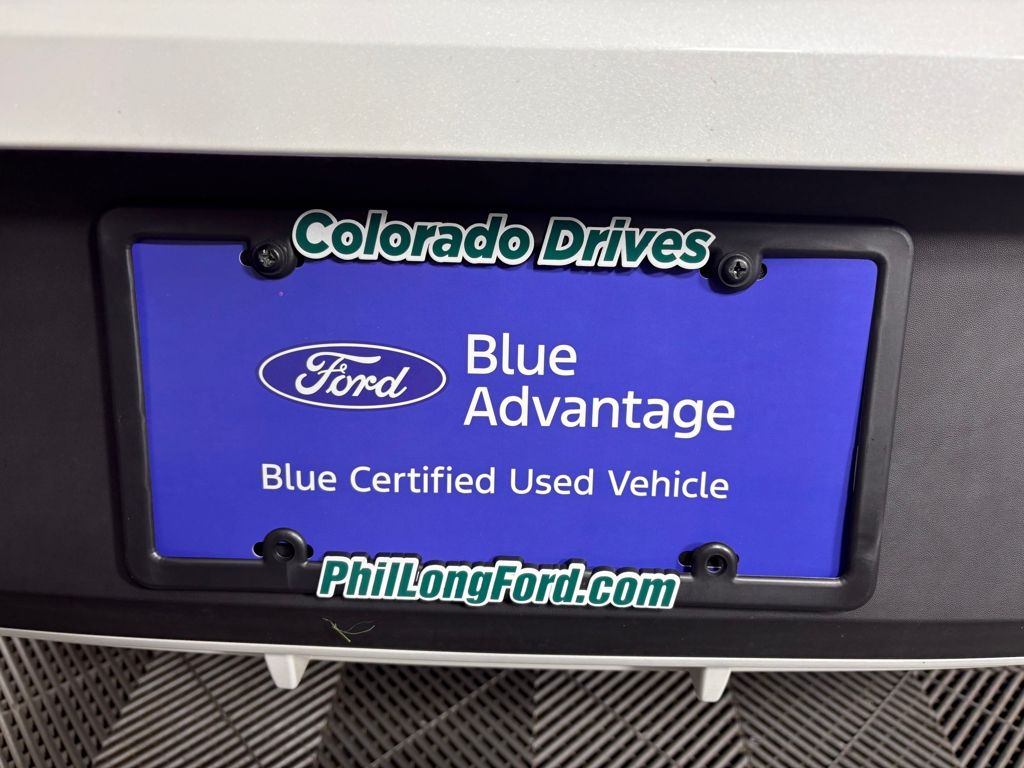 Colorado Drives
Ford
Blue
Advantage
Blue Certified Used Vehicle
PhilLongFord.com